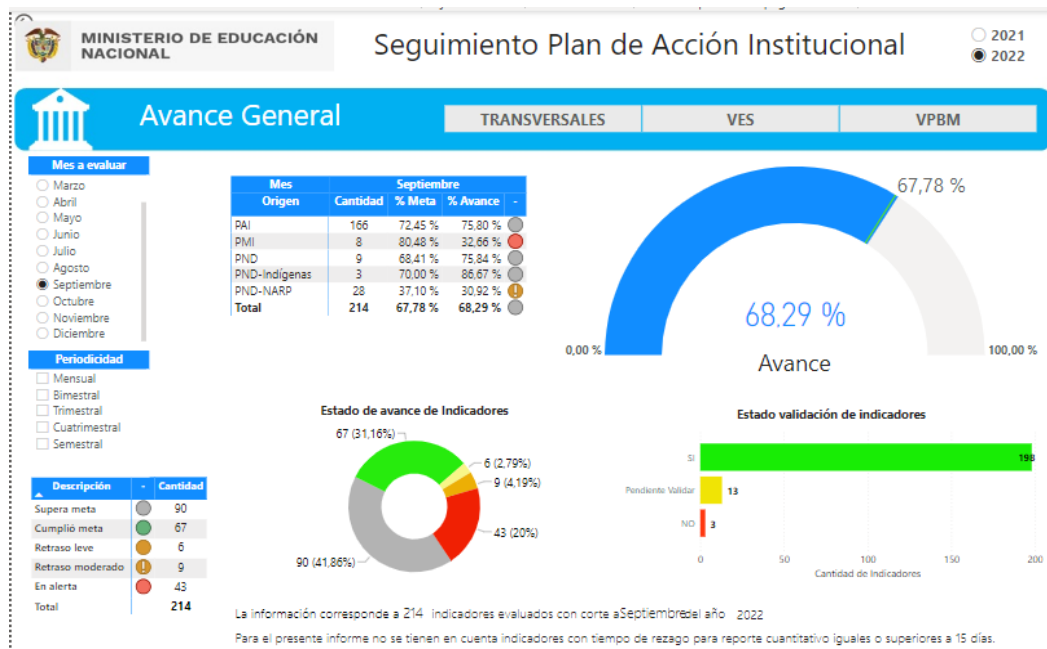 MINISTERIO DE EDUCACIÓN
NACIONAL
Seguimiento Plan de Acción Institucional
2021
2022
Avance General
TRANSVERSALES
VES
VPBM
Mes a evaluar
Marzo
Abril
Mayo
Junio
Julio
Agosto
Septiembre
Octubre
Noviembre
Diciembre
Periodicidad
Mensual
Bimestral
Trimestral
Cuatrimestral
Semestral
Mes Septiembre
Origen Cantidad % Meta % Avance -
PAI 166 72,45 % 75,80 %
PMI 8 80,48 % 32,66 %
PND 9 68,41 % 75,84 %
PND-Indígenas 3 70,00 % 86,67 %
PND-NARP 28 37,10 % 30,92 % !
Total 214 67,78 % 68,29 %
67,78 %
68,29 %
Avance
0,00 %
100,00 %
Descripción - Cantidad
Supera meta 90
Cumplió meta 67
Retraso leve 6
Retraso moderado ! 9
En alerta 43
Total 214
Estado de avance de Indicadores
67 (31,16%)
6 (2,79%)
9 (4,19%)
43 (20%)
90 (41,86%)
Estado validación de indicadores
SI 198
Pendiente Validar 13
NO 3
0 50 100 150 200
Cantidad de Indicadores
La información corresponde a 214 indicadores evaluados con corte a Septiembre del año 2022
Para el presente informe no se tienen en cuenta indicadores con tiempo de rezago para reporte cuantitativo iguales o superiores a 15 días.